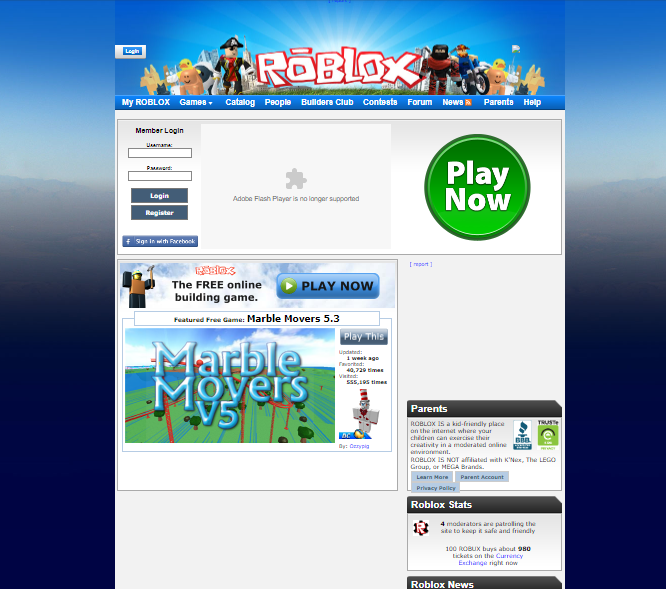 [ report ]
Login
ROBLOX
My ROBLOX Games Catalog People Builders Club Contests Forum News Parents Help
Member Login
Username:
Password:
Login
Register
Sign in with Facebook
Adobe Flash Player is no longer supported
Play
Now
ROBLOX
The FREE online
building game.
PLAY NOW
[ report ]
Featured Free Game: Marble Movers 5.3
Marble
Movers
V5
Play This
Updated:
1 week ago
Favorited:
40,729 times
Visited:
555,195 times
BC
By: Ozzypig
Parents
ROBLOX IS a kid-friendly place
on the internet where your
children can exercise their
creativity in a moderated online
environment.
BBB
TRUSTe
ROBLOX IS NOT affiliated with K'Nex, The LEGO
Group, or MEGA Brands.
Learn More Parent Account
Privacy Policy
Roblox Stats
4 moderators are patrolling the
site to keep it safe and friendly
100 ROBUX buys about 980
tickets on the Currency
Exchange right now
Roblox News